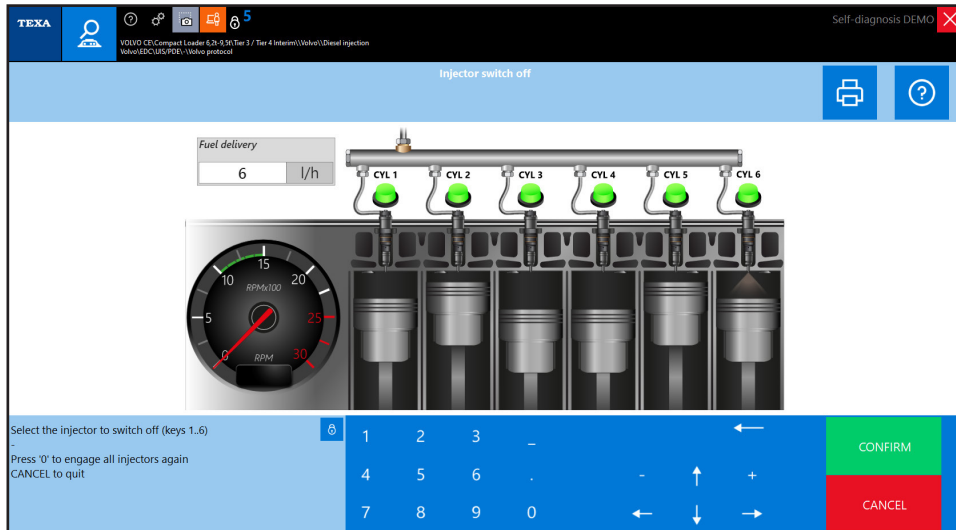 TEXA
5
Self-diagnosis DEMO
VOLVO CE\Compact Loader 6,2t-9,5t\Tier 3 / Tier 4 Interim\\Volvo\\Diesel injection
Volvo\EDC\UIS/PDE\-\Volvo protocol
Injector switch off
Fuel delivery
6 l/h
CYL 1 CYL 2 CYL 3 CYL 4 CYL 5 CYL 6
0 5 10 15 20 25 30
RPMx100
RPM
Select the injector to switch off (keys 1..6)
-
Press '0' to engage all injectors again
CANCEL to quit
1 2 3 _
4 5 6 . - +
7 8 9 0
CONFIRM
CANCEL